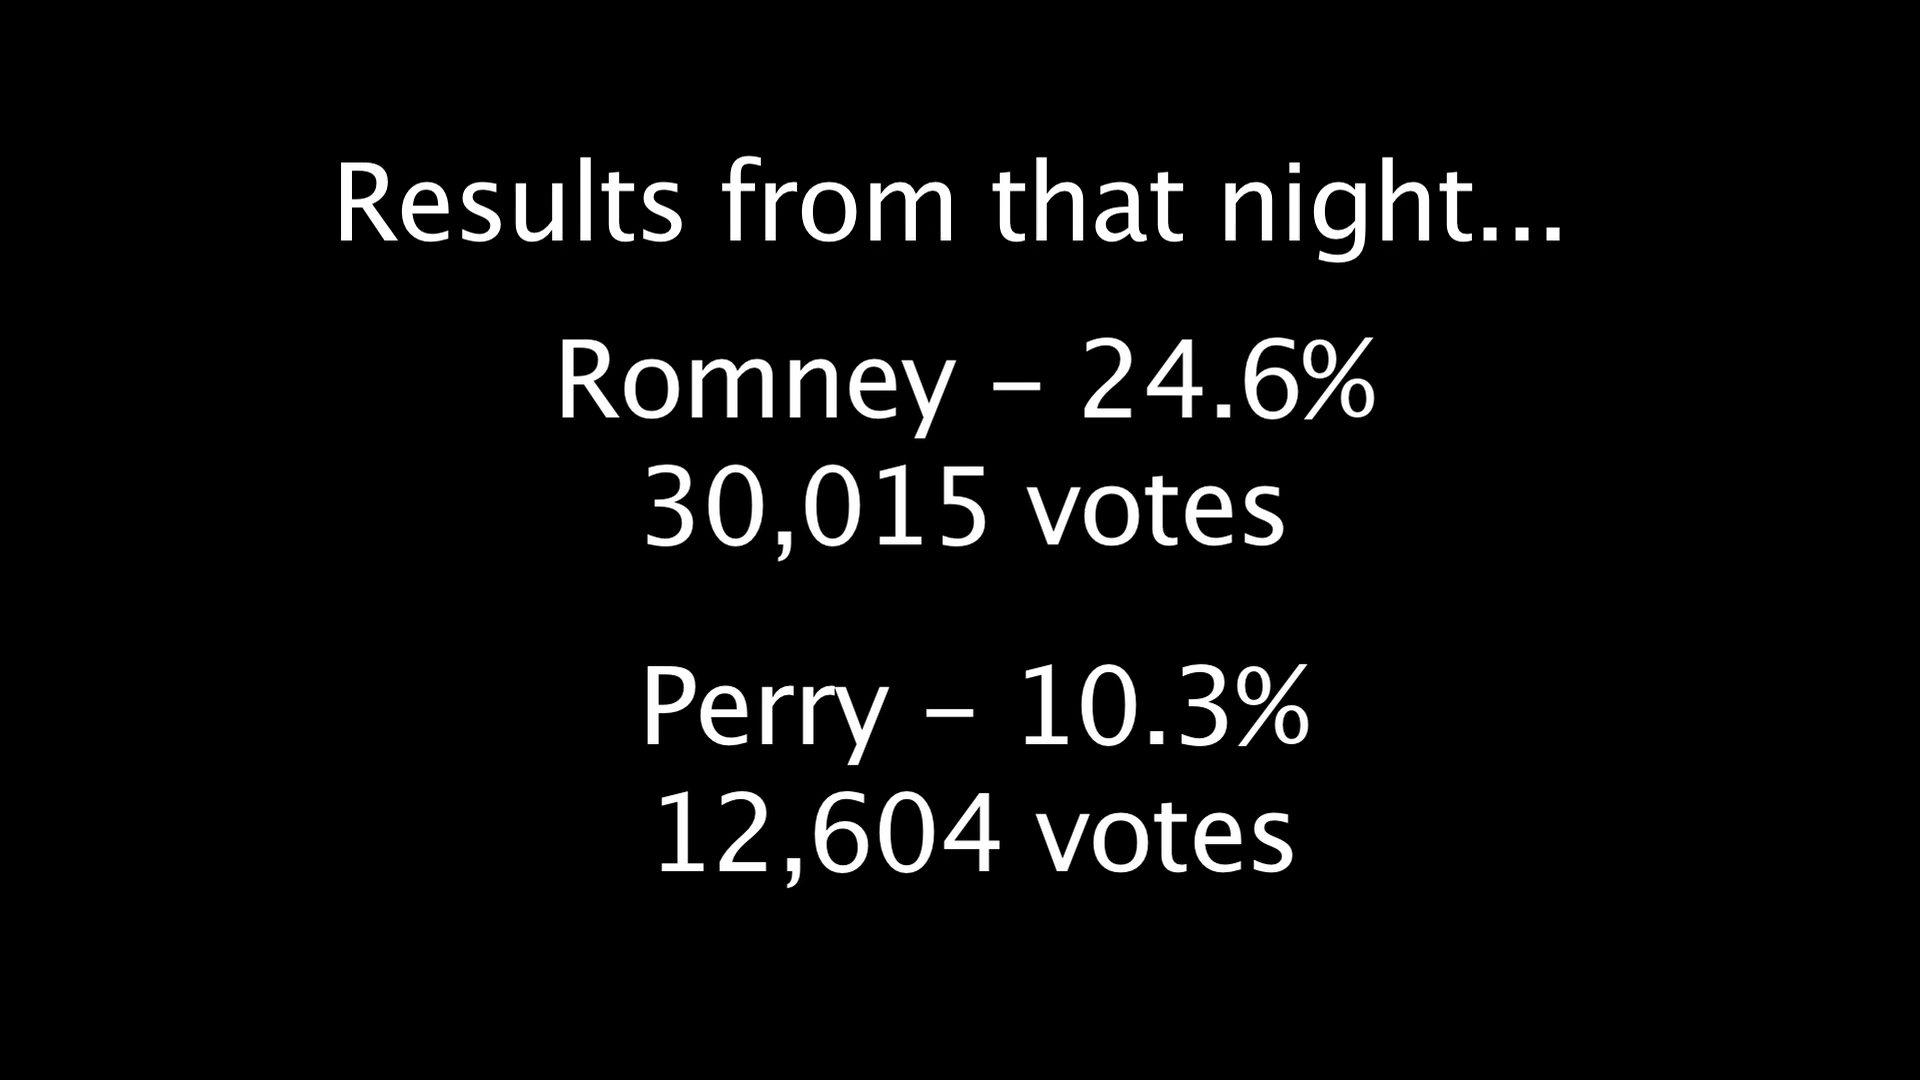 Results from that night...
Romney – 24.6%
30,015 votes
Perry – 10.3%
12,604 votes